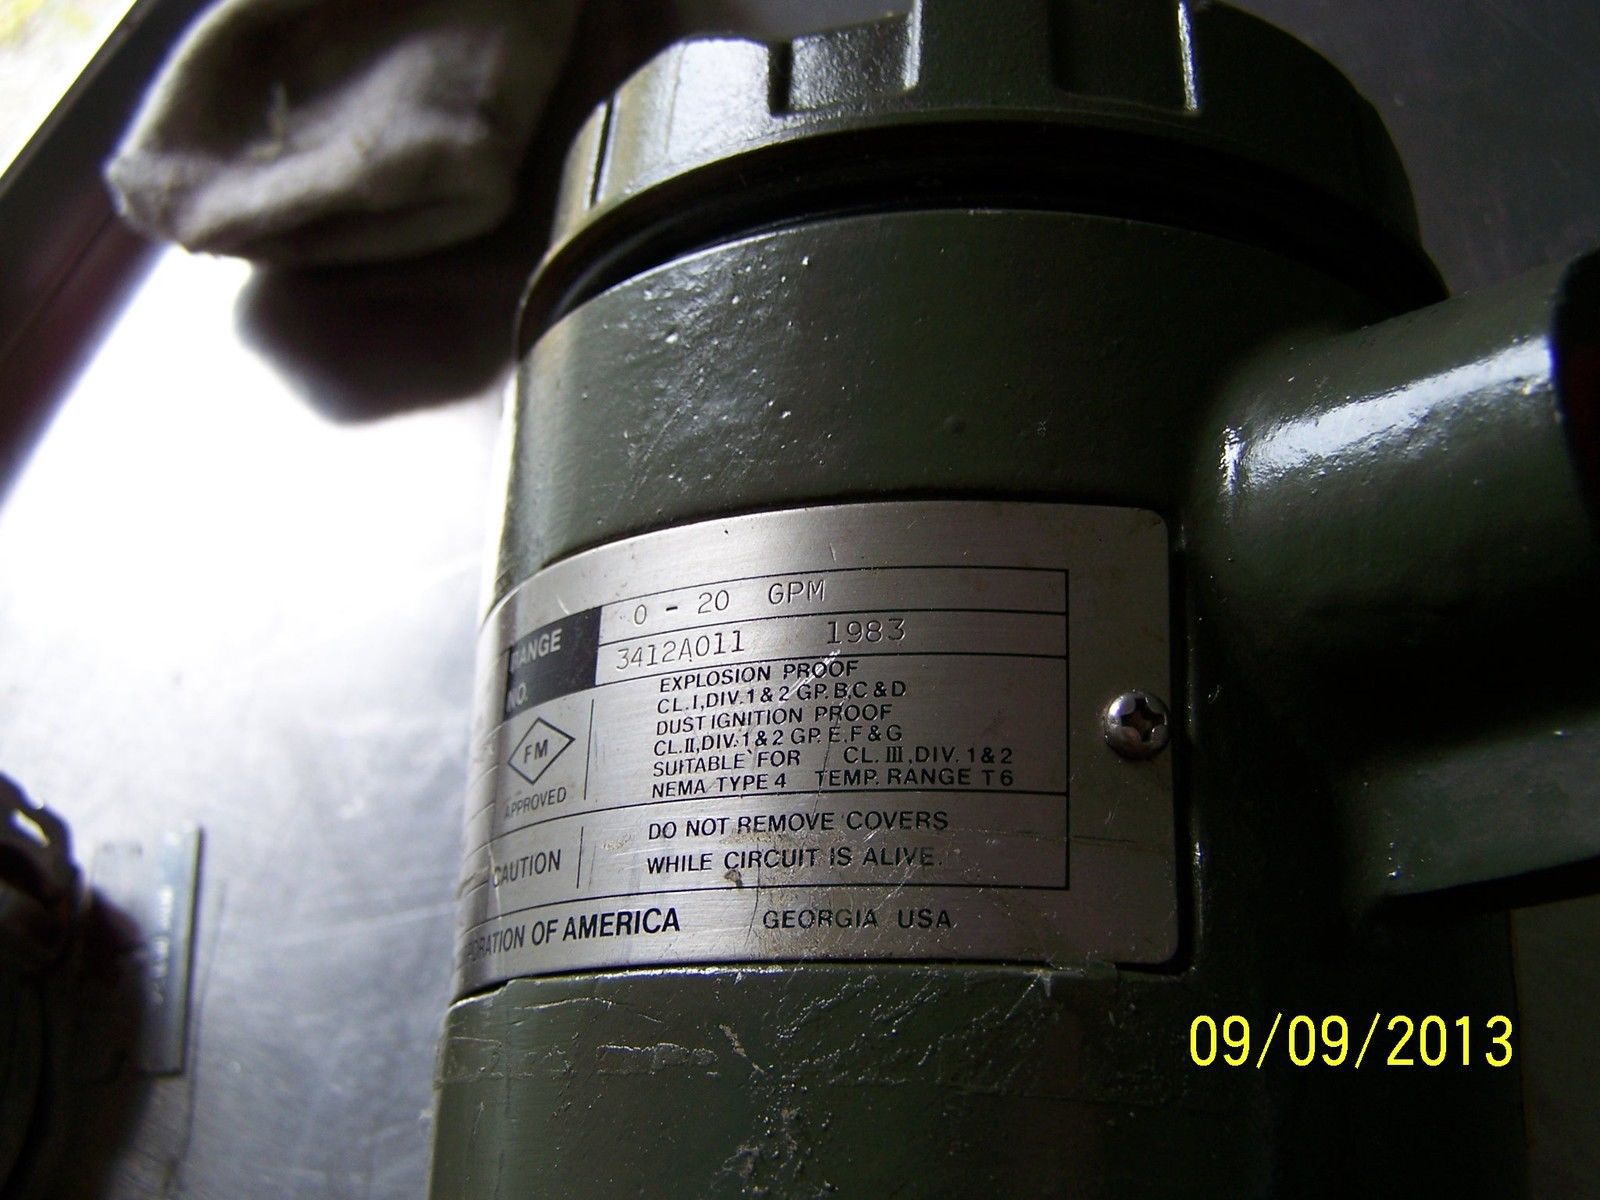 RANGE 0 - 20 GPM
NO. 3412A011 1983
EXPLOSION PROOF
CL.I,DIV.1&2 GP.B,C&D
DUST IGNITION PROOF
CL.II,DIV.1&2 GP.E,F&G
SUITABLE FOR CL.III,DIV.1&2
NEMA TYPE 4 TEMP. RANGE T6
FM
APPROVED
CAUTION
DO NOT REMOVE COVERS
WHILE CIRCUIT IS ALIVE.
OF AMERICA GEORGIA USA
09/09/2013